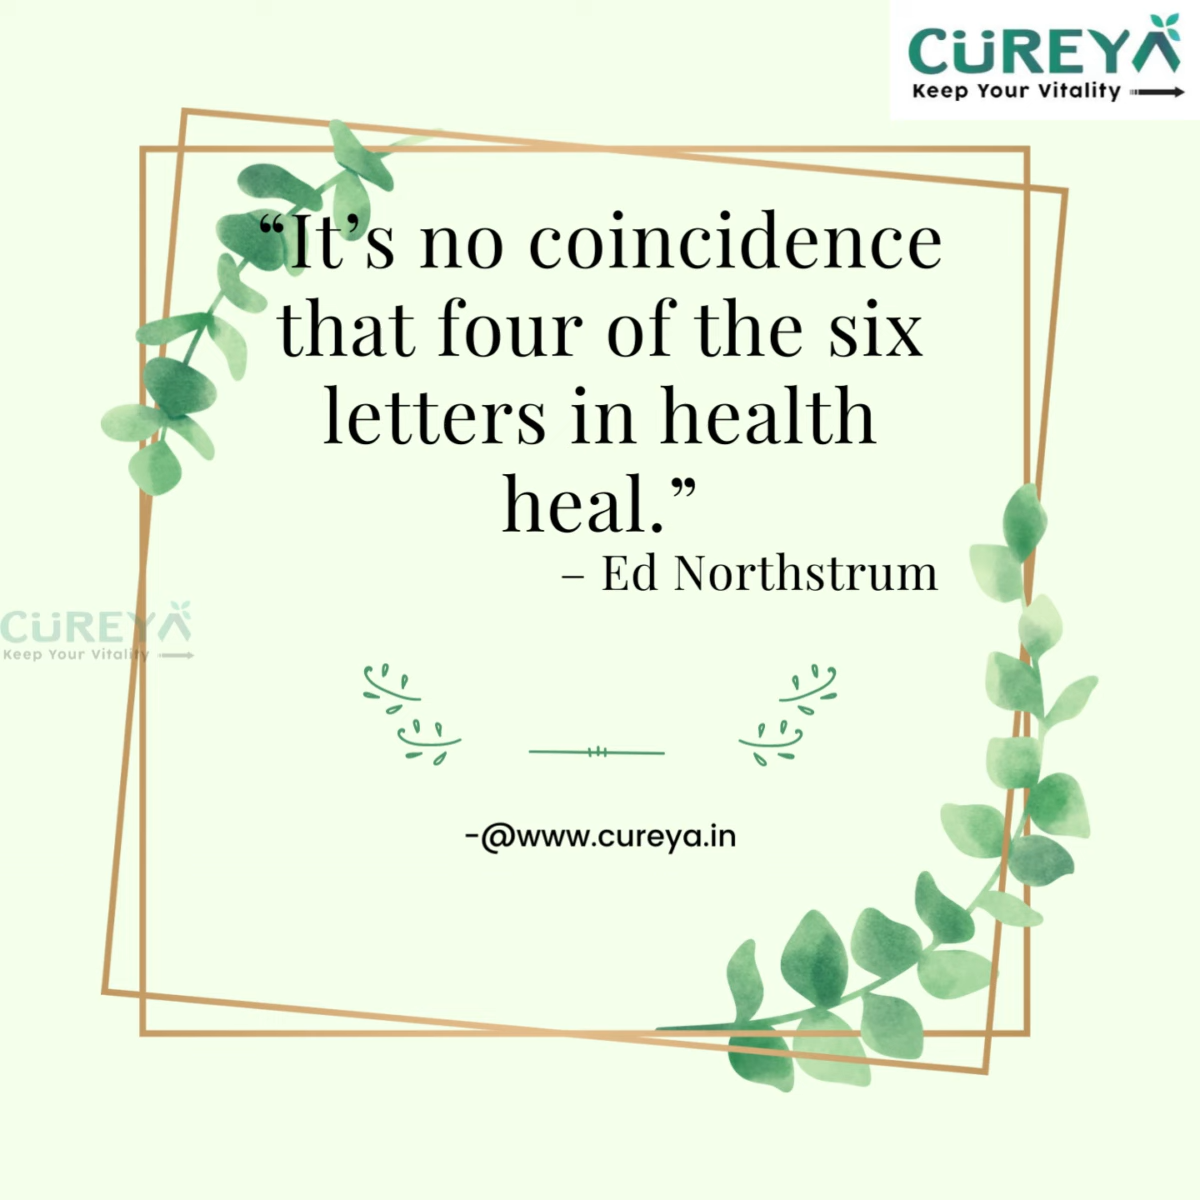 CÜREYA
Keep Your Vitality
“It’s no coincidence
that four of the six
letters in health
heal.”
– Ed Northstrum
CÜREYA
Keep Your Vitality
-@www.cureya.in